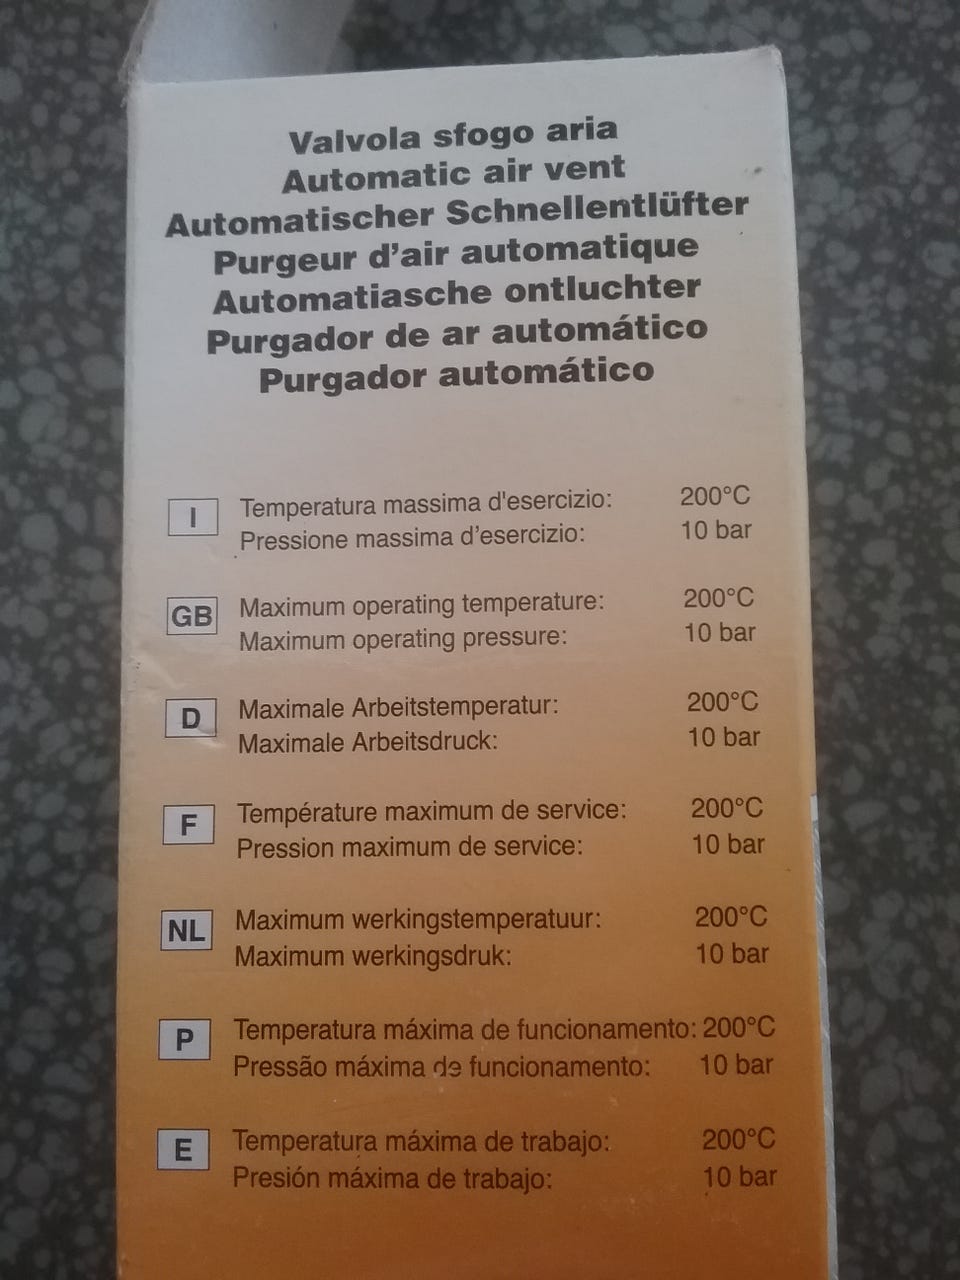 Valvola sfogo aria
Automatic air vent
Automatischer Schnellentlüfter
Purgeur d'air automatique
Automatiasche ontluchter
Purgador de ar automático
Purgador automático
I Temperatura massima d'esercizio: 200°C
Pressione massima d'esercizio: 10 bar
GB Maximum operating temperature: 200°C
Maximum operating pressure: 10 bar
D Maximale Arbeitstemperatur: 200°C
Maximale Arbeitsdruck: 10 bar
F Température maximum de service: 200°C
Pression maximum de service: 10 bar
NL Maximum werkingstemperatuur: 200°C
Maximum werkingsdruk: 10 bar
P Temperatura máxima de funcionamento: 200°C
Pressão máxima de funcionamento: 10 bar
E Temperatura máxima de trabajo: 200°C
Presión máxima de trabajo: 10 bar